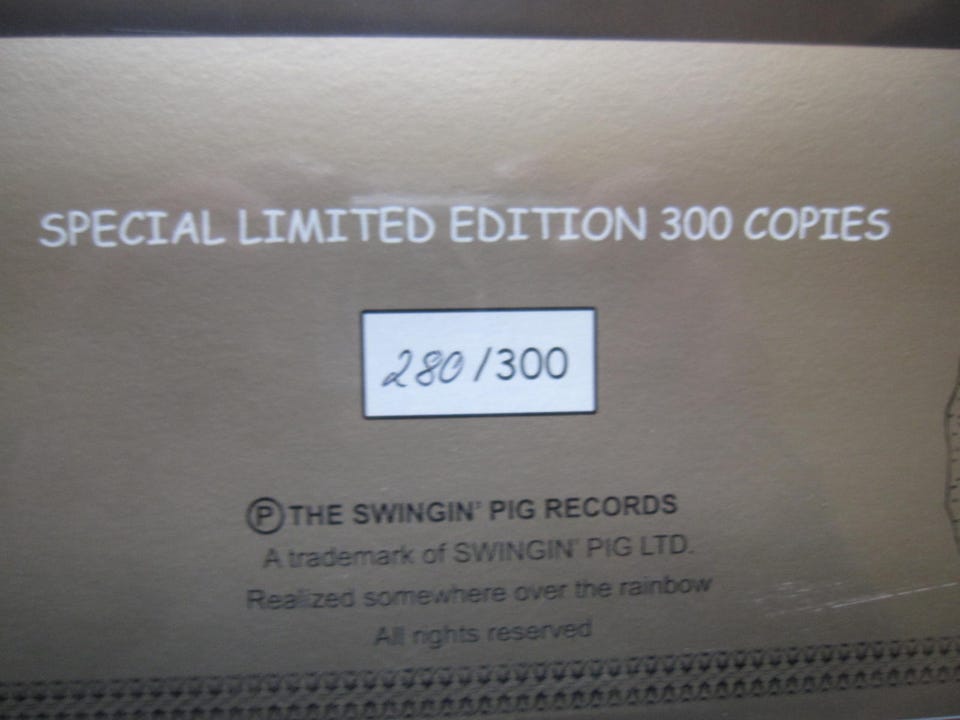 SPECIAL LIMITED EDITION 300 COPIES
280/300
Ⓟ THE SWINGIN' PIG RECORDS
A trademark of SWINGIN' PIG LTD.
Realized somewhere over the rainbow
All rights reserved